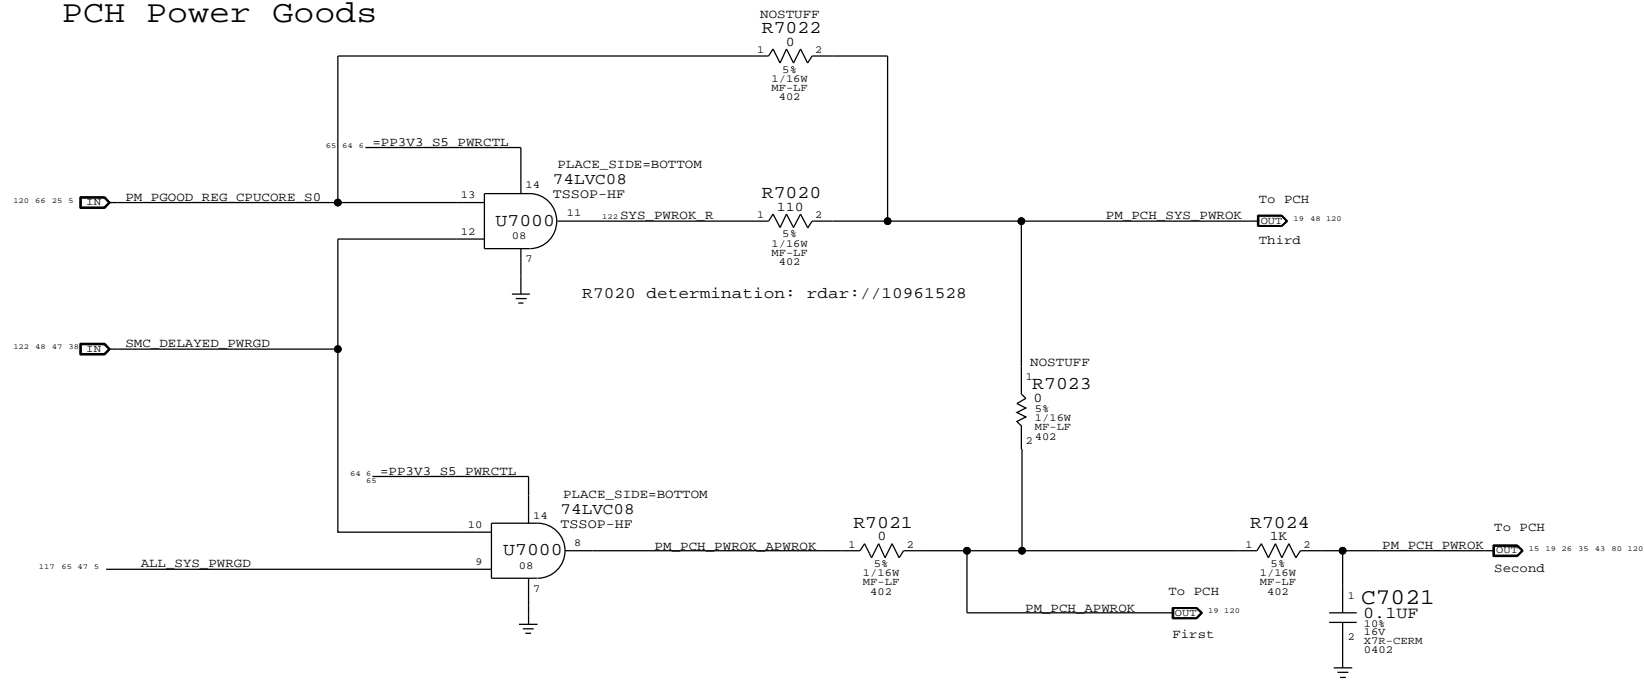 PCH Power Goods
NOSTUFF
R7022
0
1 2
5%
1/16W
MF-LF
402
65 64 6 =PP3V3_S5_PWRCTL
PLACE_SIDE=BOTTOM
14 74LVC08
TSSOP-HF
120 66 25 5 IN PM_PGOOD_REG_CPUCORE_S0 13
U7000
08
11
12
7
122 SYS_PWROK_R
R7020
110
1 2
5%
1/16W
MF-LF
402
PM_PCH_SYS_PWROK
To PCH
OUT 19 48 120
Third
R7020 determination: rdar://10961528
122 48 47 38 IN SMC_DELAYED_PWRGD
NOSTUFF
1 R7023
0
5%
1/16W
MF-LF
2 402
64 6 =PP3V3_S5_PWRCTL
65
PLACE_SIDE=BOTTOM
14 74LVC08
TSSOP-HF
10
U7000
08
8
117 65 47 5 ALL_SYS_PWRGD 9
7
PM_PCH_PWROK_APWROK
R7021
0
1 2
5%
1/16W
MF-LF
402
R7024
1K
1 2
5%
1/16W
MF-LF
402
PM_PCH_PWROK
To PCH
OUT 15 19 26 35 43 80 120
Second
To PCH
PM_PCH_APWROK OUT 19 120
First
1 C7021
0.1UF
10%
16V
2 X7R-CERM
0402